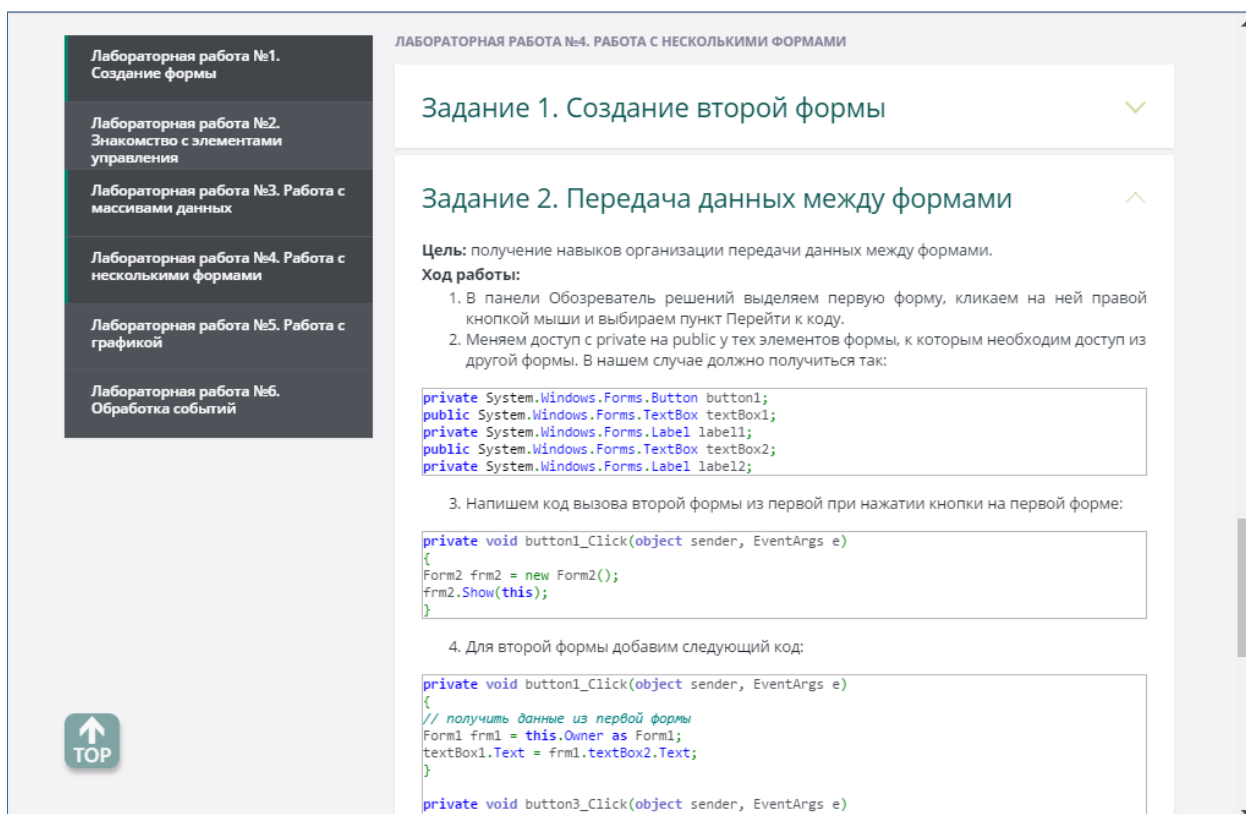 Лабораторная работа №1.
Создание формы
Лабораторная работа №2.
Знакомство с элементами
управления
Лабораторная работа №3. Работа с
массивами данных
Лабораторная работа №4. Работа с
несколькими формами
Лабораторная работа №5. Работа с
графикой
Лабораторная работа №6.
Обработка событий
TOP
ЛАБОРАТОРНАЯ РАБОТА №4. РАБОТА С НЕСКОЛЬКИМИ ФОРМАМИ
Задание 1. Создание второй формы
Задание 2. Передача данных между формами
Цель: получение навыков организации передачи данных между формами.
Ход работы:
1. В панели Обозреватель решений выделяем первую форму, кликаем на ней правой
кнопкой мыши и выбираем пункт Перейти к коду.
2. Меняем доступ с private на public у тех элементов формы, к которым необходим доступ из
другой формы. В нашем случае должно получиться так:
private System.Windows.Forms.Button button1;
public System.Windows.Forms.TextBox textBox1;
private System.Windows.Forms.Label label1;
public System.Windows.Forms.TextBox textBox2;
private System.Windows.Forms.Label label2;
3. Напишем код вызова второй формы из первой при нажатии кнопки на первой форме:
private void button1_Click(object sender, EventArgs e)
{
Form2 frm2 = new Form2();
frm2.Show(this);
}
4. Для второй формы добавим следующий код:
private void button1_Click(object sender, EventArgs e)
{
// получить данные из первой формы
Form1 frm1 = this.Owner as Form1;
textBox1.Text = frm1.textBox2.Text;
}
private void button3_Click(object sender, EventArgs e)